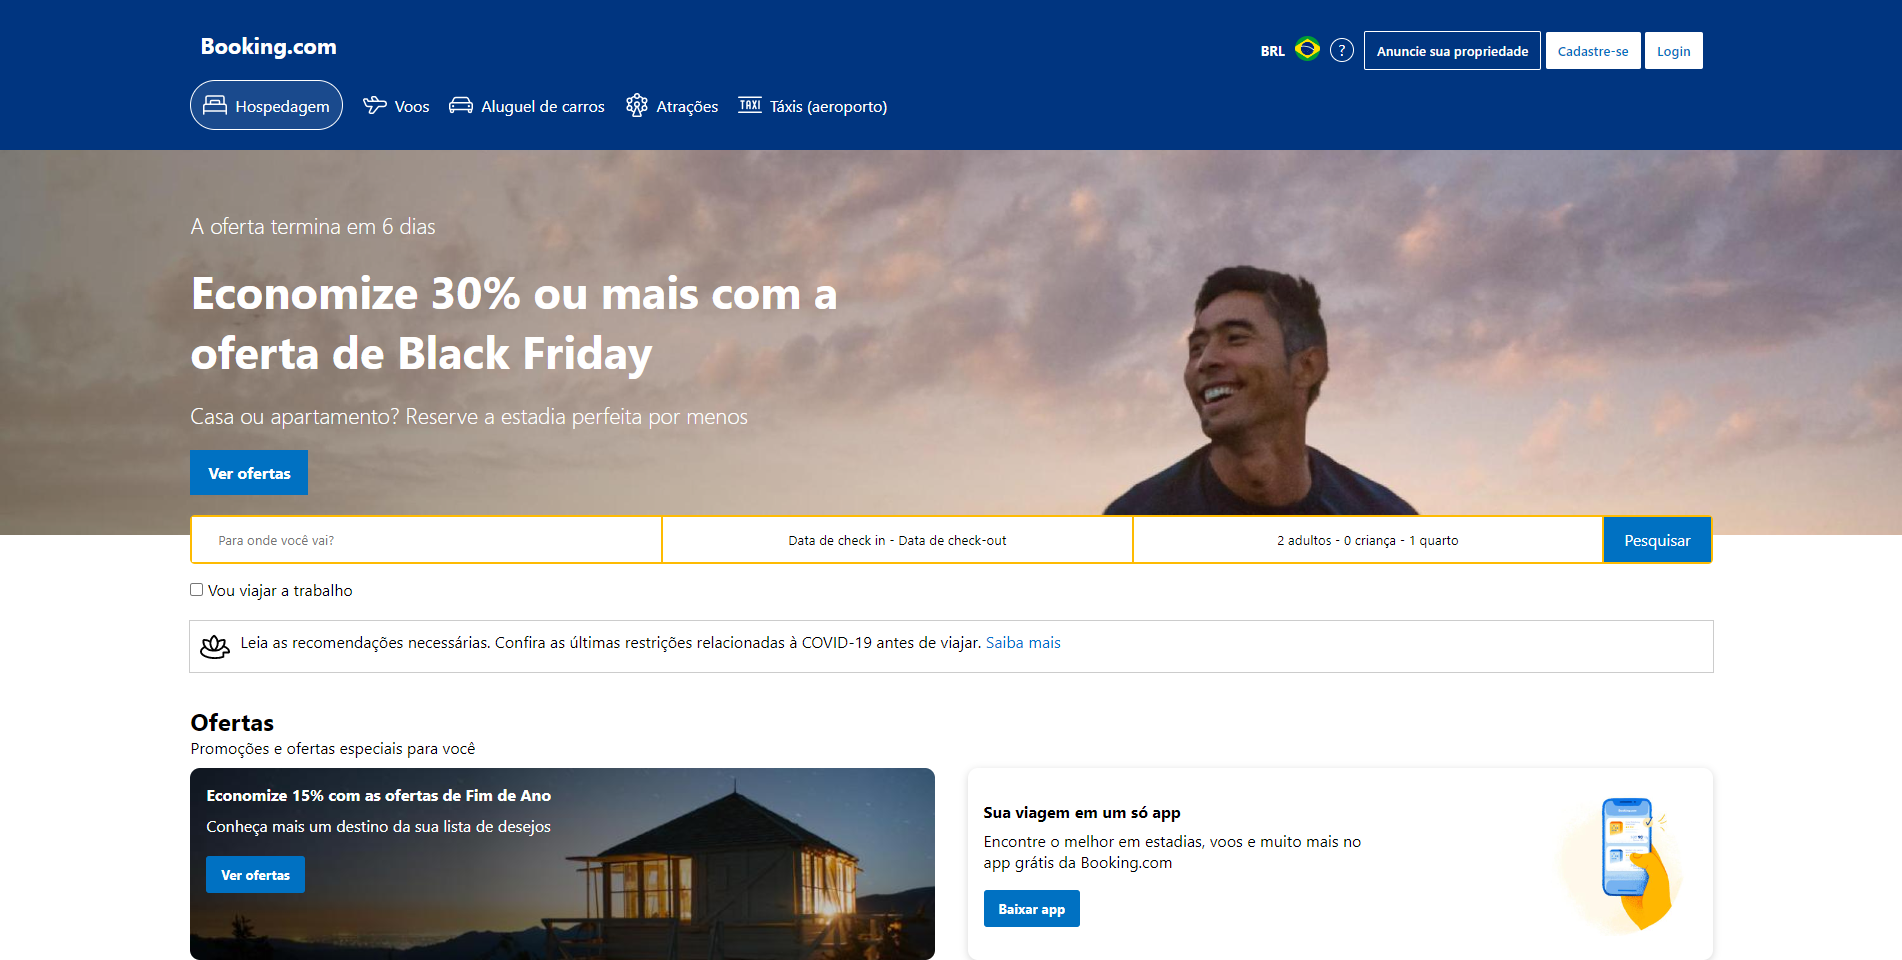 Booking.com
BRL
?
Anuncie sua propriedade
Cadastre-se
Login
Hospedagem
Voos
Aluguel de carros
Atrações
TAXI
Táxis (aeroporto)
A oferta termina em 6 dias
Economize 30% ou mais com a
oferta de Black Friday
Casa ou apartamento? Reserve a estadia perfeita por menos
Ver ofertas
Para onde você vai?
Data de check in - Data de check-out
2 adultos - 0 criança - 1 quarto
Pesquisar
Vou viajar a trabalho
Leia as recomendações necessárias. Confira as últimas restrições relacionadas à COVID-19 antes de viajar. Saiba mais
Ofertas
Promoções e ofertas especiais para você
Economize 15% com as ofertas de Fim de Ano
Conheça mais um destino da sua lista de desejos
Ver ofertas
Sua viagem em um só app
Encontre o melhor em estadias, voos e muito mais no
app grátis da Booking.com
Baixar app